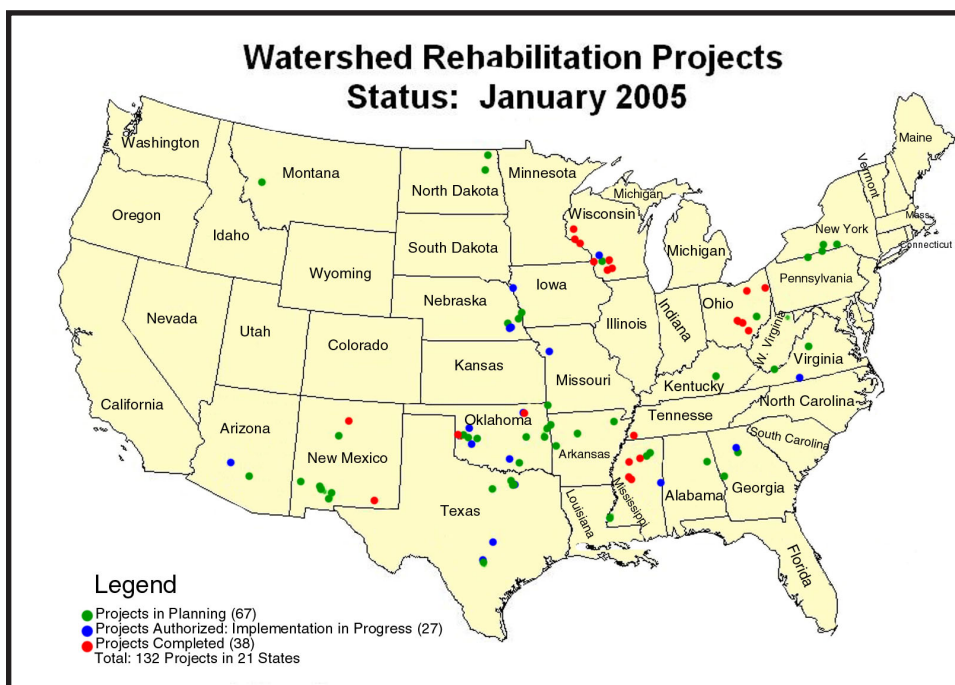 Watershed Rehabilitation Projects
Status: January 2005
Washington
Montana
North Dakota
Minnesota
Michigan
Maine
Vermont
Oregon
Idaho
South Dakota
Wisconsin
Michigan
New York
Mass.
Connecticut
Wyoming
Nebraska
Iowa
Pennsylvania
Nevada
Utah
Colorado
Kansas
Illinois
Indiana
Ohio
W. Virginia
Virginia
California
Missouri
Kentucky
North Carolina
Arizona
New Mexico
Oklahoma
Arkansas
Tennesse
South Carolina
Texas
Louisiana
Mississippi
Alabama
Georgia
Florida
Legend
Projects in Planning (67)
Projects Authorized: Implementation in Progress (27)
Projects Completed (38)
Total: 132 Projects in 21 States